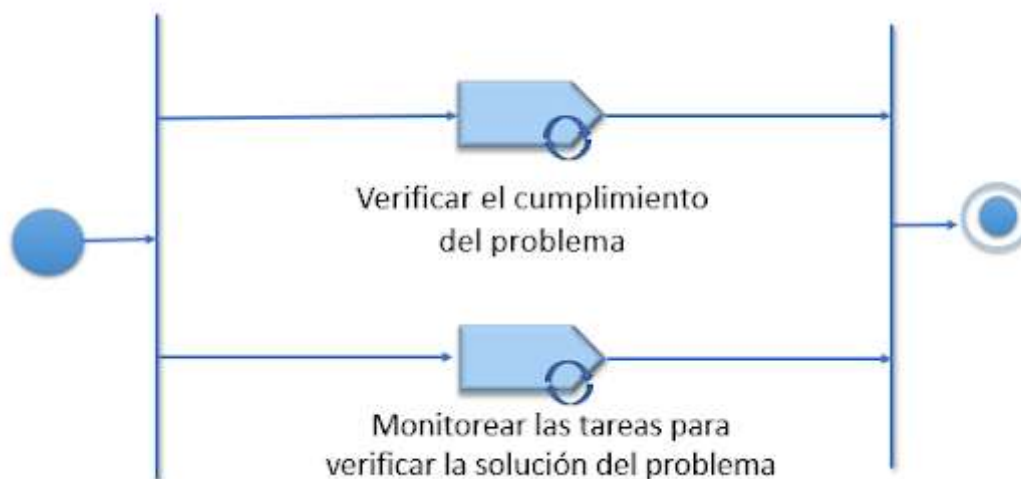 Verificar el cumplimiento
del problema
Monitorear las tareas para
verificar la solución del problema